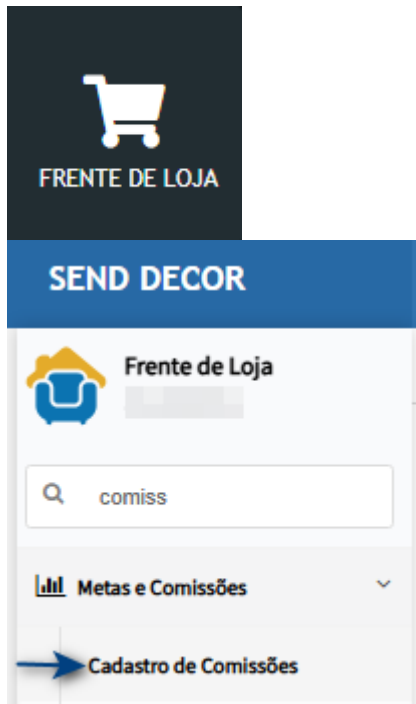 FRENTE DE LOJA
SEND DECOR
Frente de Loja
comiss
Metas e Comissões
Cadastro de Comissões